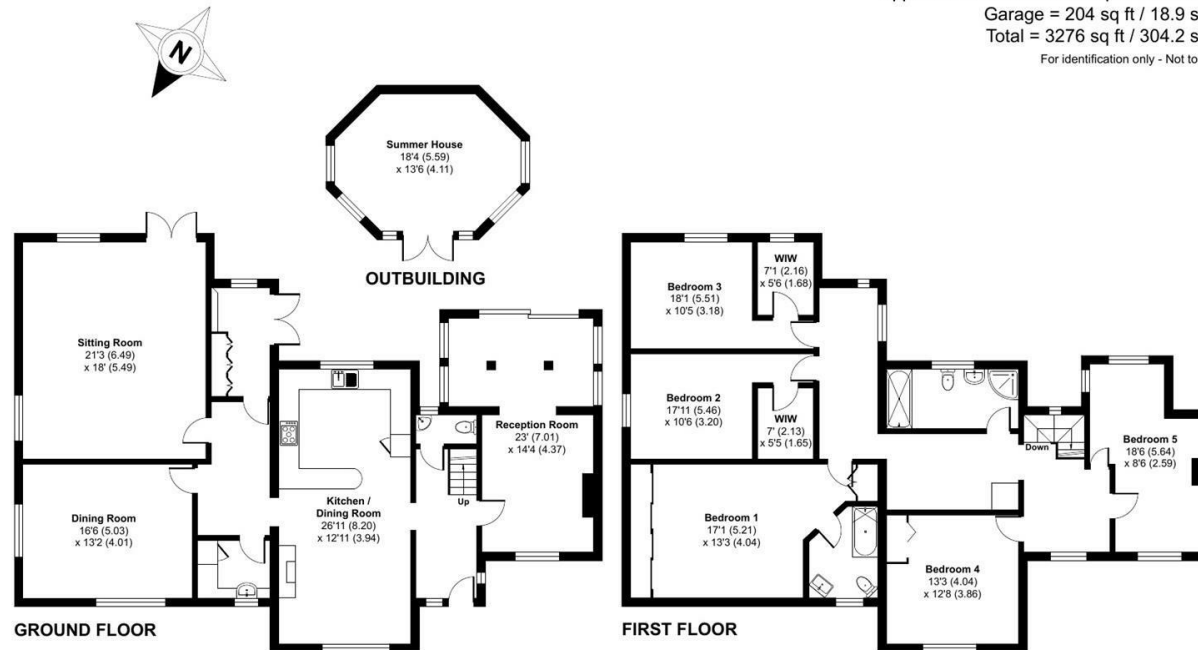 Garage = 204 sq ft / 18.9 s
Total = 3276 sq ft / 304.2 s
For identification only - Not to
N
Summer House
18'4 (5.59)
x 13'6 (4.11)
OUTBUILDING
Sitting Room
21'3 (6.49)
x 18' (5.49)
Dining Room
16'6 (5.03)
x 13'2 (4.01)
Kitchen /
Dining Room
26'11 (8.20)
x 12'11 (3.94)
Up
Reception Room
23' (7.01)
x 14'4 (4.37)
GROUND FLOOR
Bedroom 3
18'1 (5.51)
x 10'5 (3.18)
WIW
7'1 (2.16)
x 5'6 (1.68)
Bedroom 2
17'11 (5.46)
x 10'6 (3.20)
WIW
7' (2.13)
x 5'5 (1.65)
Bedroom 1
17'1 (5.21)
x 13'3 (4.04)
Down
Bedroom 5
18'6 (5.64)
x 8'6 (2.59)
Bedroom 4
13'3 (4.04)
x 12'8 (3.86)
FIRST FLOOR